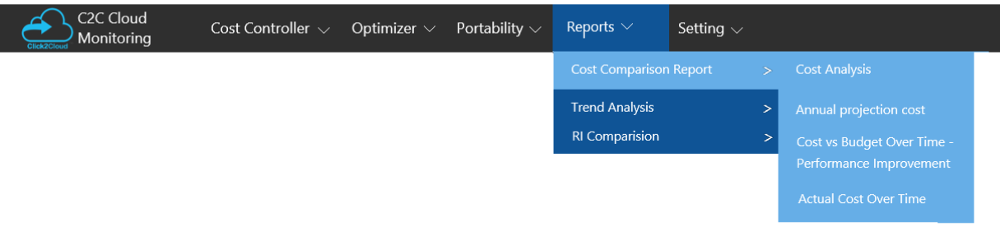 C2C Cloud
Monitoring
Click2Cloud
Cost Controller
Optimizer
Portability
Reports
Setting
Cost Comparison Report >
Trend Analysis >
RI Comparision >
Cost Analysis
Annual projection cost
Cost vs Budget Over Time -
Performance Improvement
Actual Cost Over Time